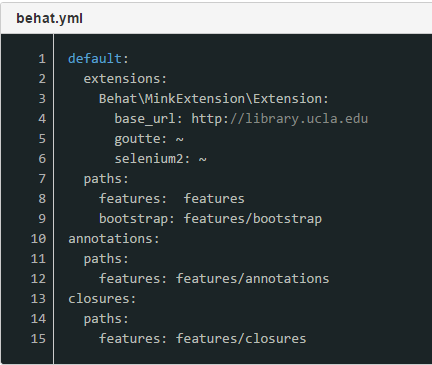 behat.yml
1 default:
2   extensions:
3     Behat\MinkExtension\Extension:
4       base_url: http://library.ucla.edu
5       goutte: ~
6       selenium2: ~
7   paths:
8     features:  features
9     bootstrap: features/bootstrap
10 annotations:
11   paths:
12     features: features/annotations
13 closures:
14   paths:
15     features: features/closures